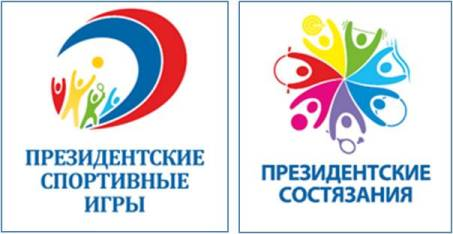 ПРЕЗИДЕНТСКИЕ
СПОРТИВНЫЕ
ИГРЫ
ПРЕЗИДЕНТСКИЕ
СОСТЯЗАНИЯ